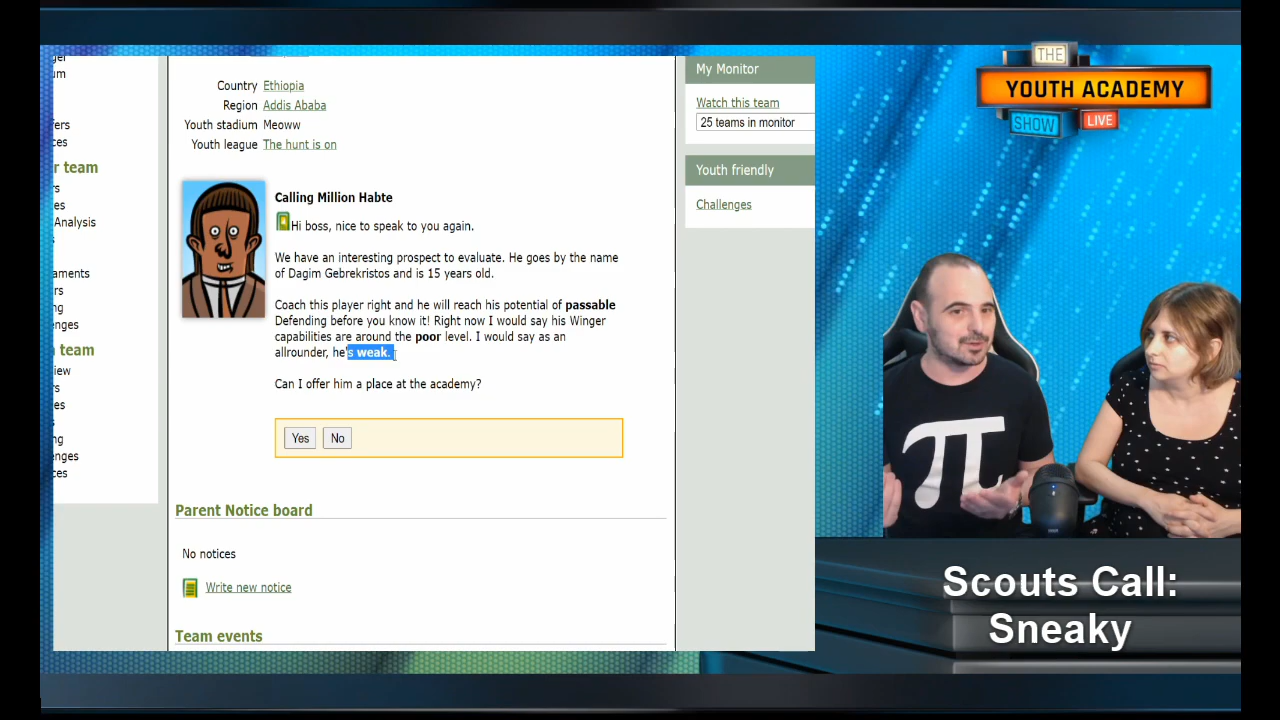 THE
YOUTH ACADEMY
SHOW LIVE
Country Ethiopia
Region Addis Ababa
Youth stadium Meoww
Youth league The hunt is on
Calling Million Habte
Hi boss, nice to speak to you again.
We have an interesting prospect to evaluate. He goes by the name
of Dagim Gebrekristos and is 15 years old.
Coach this player right and he will reach his potential of passable
Defending before you know it! Right now I would say his Winger
capabilities are around the poor level. I would say as an
allrounder, he's weak.
Can I offer him a place at the academy?
Yes No
Parent Notice board
No notices
Write new notice
Team events
My Monitor
Watch this team
25 teams in monitor
Youth friendly
Challenges
team
Analysis
team
π
Scouts Call:
Sneaky